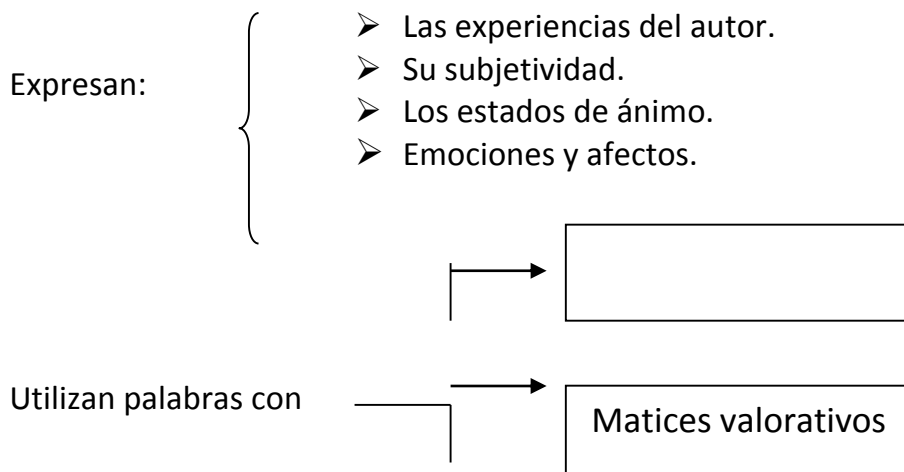 ➢ Las experiencias del autor.
Expresan:
➢ Su subjetividad.
➢ Los estados de ánimo.
➢ Emociones y afectos.
Utilizan palabras con
Matices valorativos